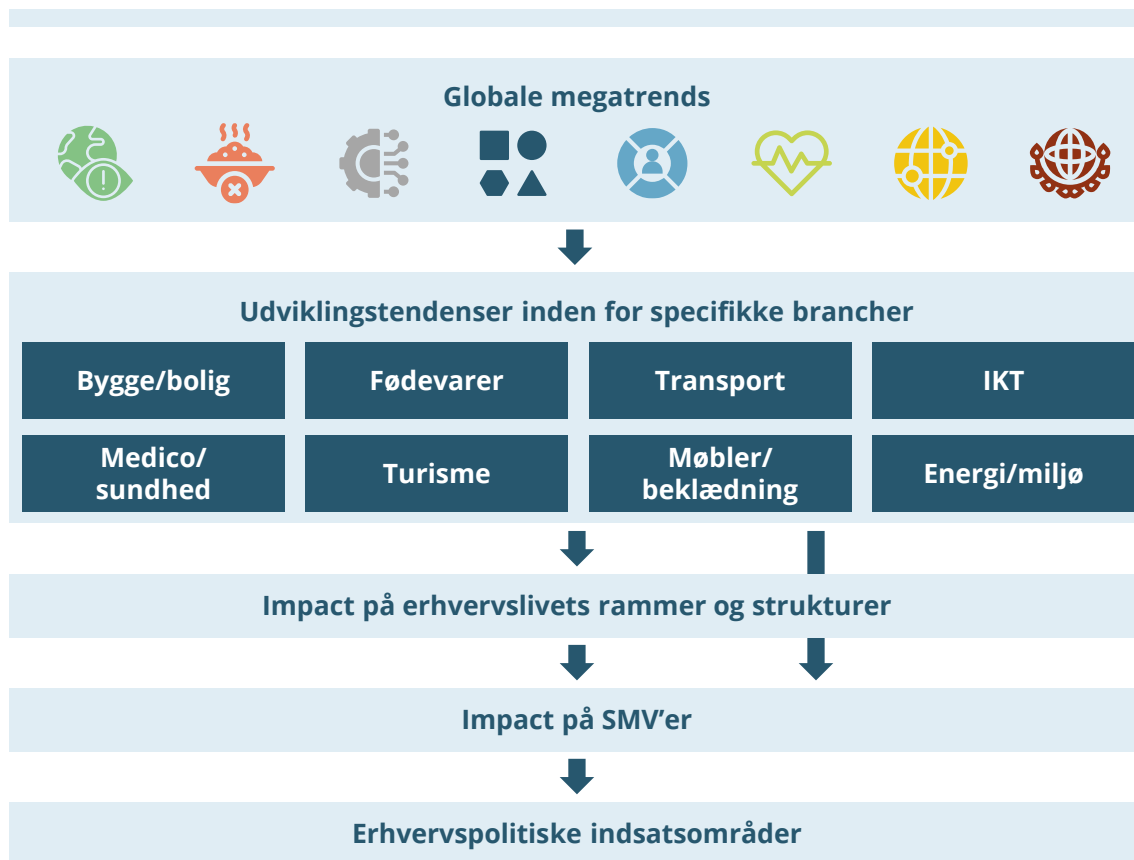 Globale megatrends
Udviklingstendenser inden for specifikke brancher
Bygge/bolig
Fødevarer
Transport
IKT
Medico/
sundhed
Turisme
Møbler/
beklædning
Energi/miljø
Impact på erhvervslivets rammer og strukturer
Impact på SMV’er
Erhvervspolitiske indsatsområder